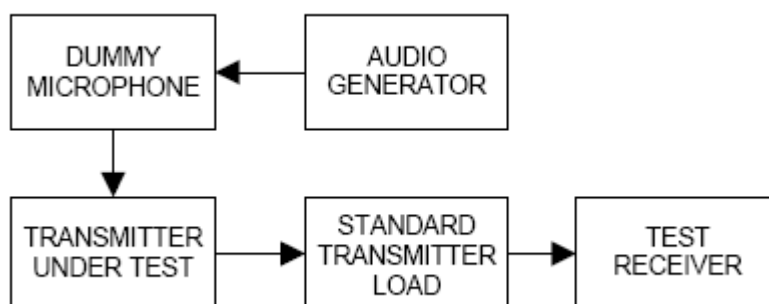 DUMMY
MICROPHONE
AUDIO
GENERATOR
TRANSMITTER
UNDER TEST
STANDARD
TRANSMITTER
LOAD
TEST
RECEIVER